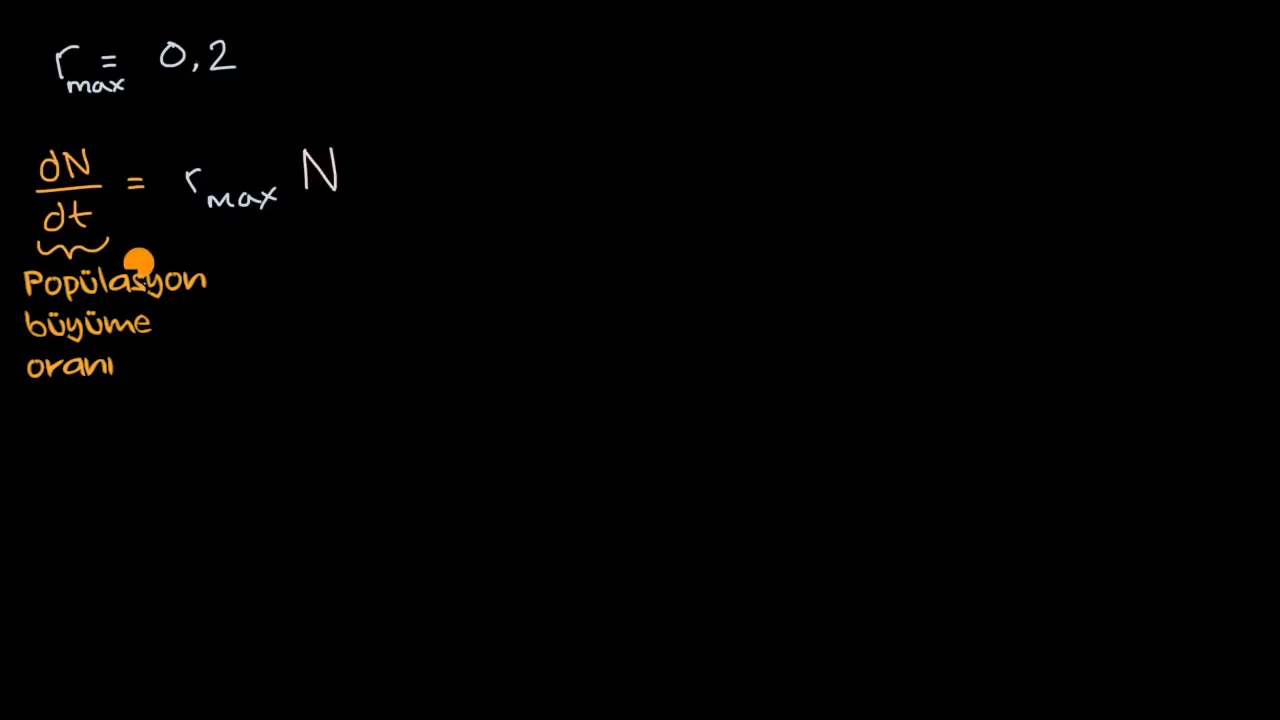 r_max = 0,2
dN/dt = r_max N
Popülasyon
büyüme
oranı